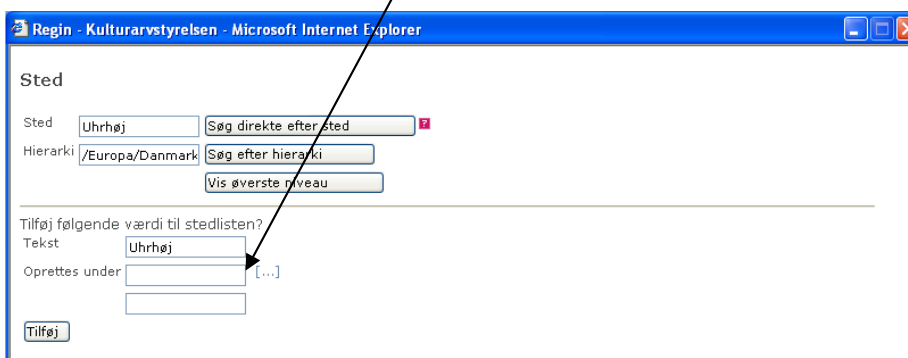 Regin - Kulturarvstyrelsen - Microsoft Internet Explorer
Sted
Sted Uhrhøj Søg direkte efter sted ?
Hierarki /Europa/Danmark Søg efter hierarki
Vis øverste niveau
Tilføj følgende værdi til stedlisten?
Tekst Uhrhøj
Oprettes under [...]
Tilføj